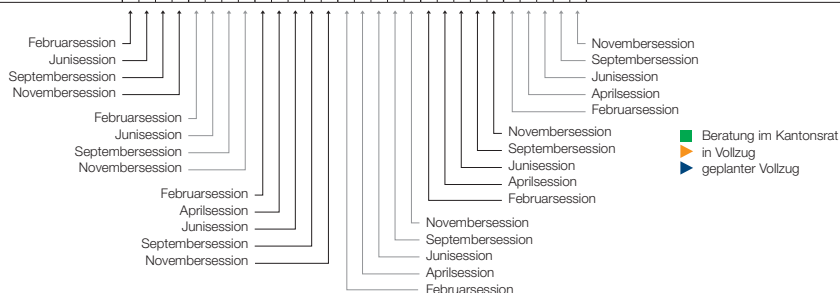 Februarsession
Junisession
Septembersession
Novembersession
Februarsession
Junisession
Septembersession
Novembersession
Februarsession
Aprilsession
Junisession
Septembersession
Novembersession
Novembersession
Septembersession
Junisession
Aprilsession
Februarsession
Novembersession
Septembersession
Junisession
Aprilsession
Februarsession
Novembersession
Septembersession
Junisession
Aprilsession
Februarsession
Beratung im Kantonsrat
in Vollzug
geplanter Vollzug